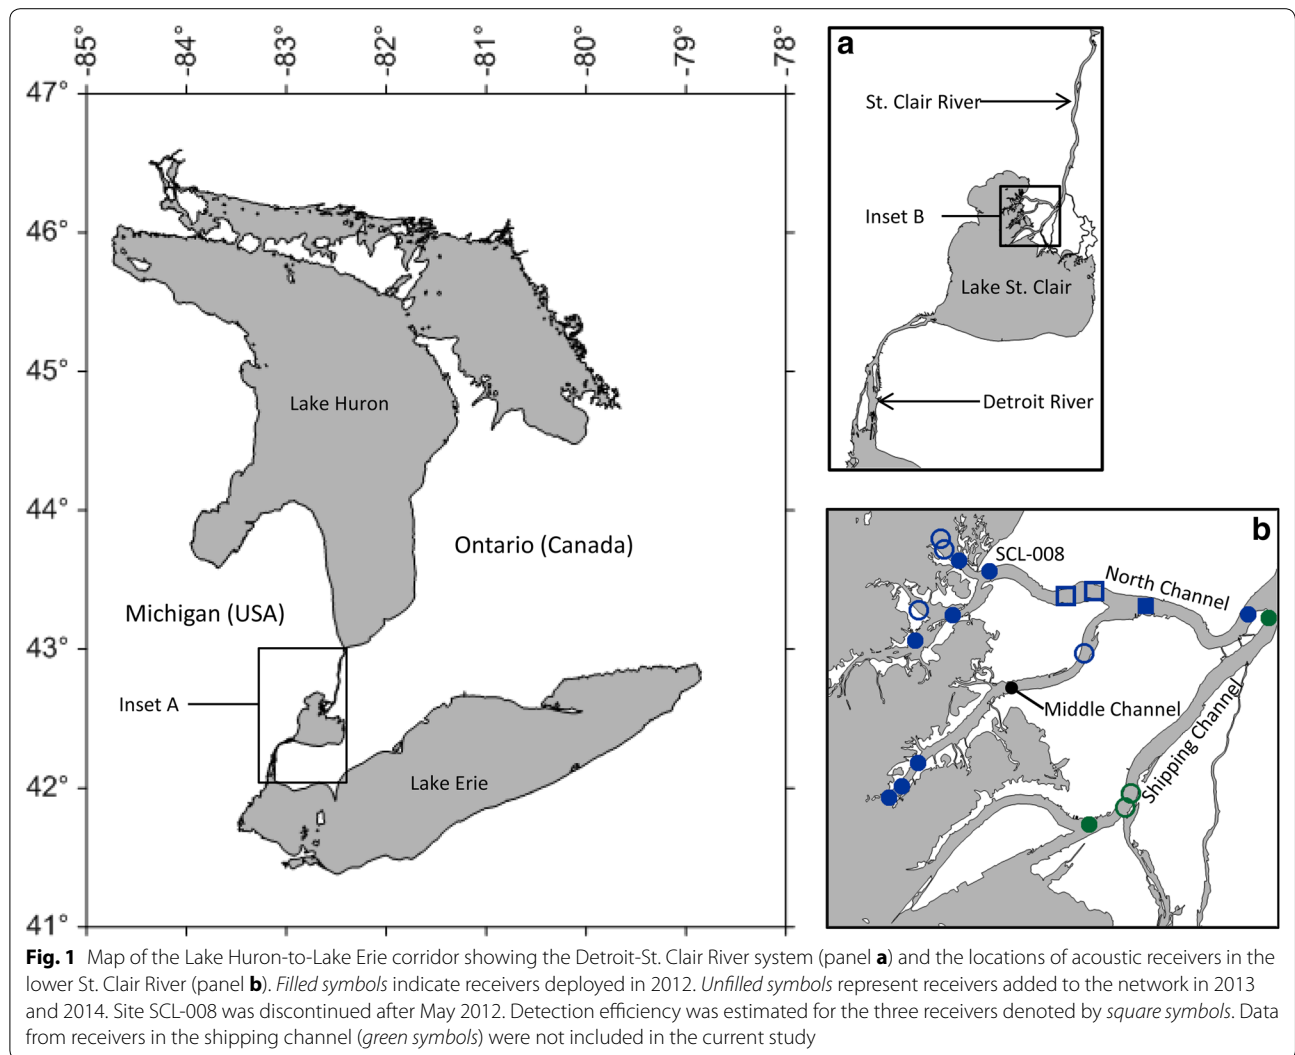 -85°
-84°
-83°
-82°
-81°
-80°
-79°
-78°
47°
46°
45°
44°
43°
42°
41°
Lake Huron
Ontario (Canada)
Michigan (USA)
Inset A
Lake Erie
a
St. Clair River
Inset B
Lake St. Clair
Detroit River
b
SCL-008
North Channel
Middle Channel
Shipping Channel
Fig. 1 Map of the Lake Huron-to-Lake Erie corridor showing the Detroit-St. Clair River system (panel a) and the locations of acoustic receivers in the
lower St. Clair River (panel b). Filled symbols indicate receivers deployed in 2012. Unfilled symbols represent receivers added to the network in 2013
and 2014. Site SCL-008 was discontinued after May 2012. Detection efficiency was estimated for the three receivers denoted by square symbols. Data
from receivers in the shipping channel (green symbols) were not included in the current study